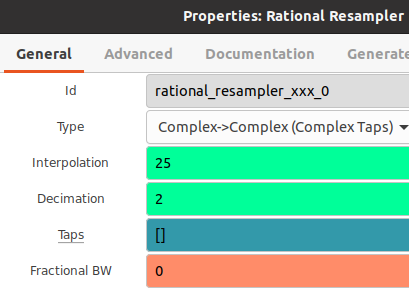 Properties: Rational Resampler
General Advanced Documentation Generate
Id rational_resampler_xxx_0
Type Complex->Complex (Complex Taps)
Interpolation 25
Decimation 2
Taps []
Fractional BW 0